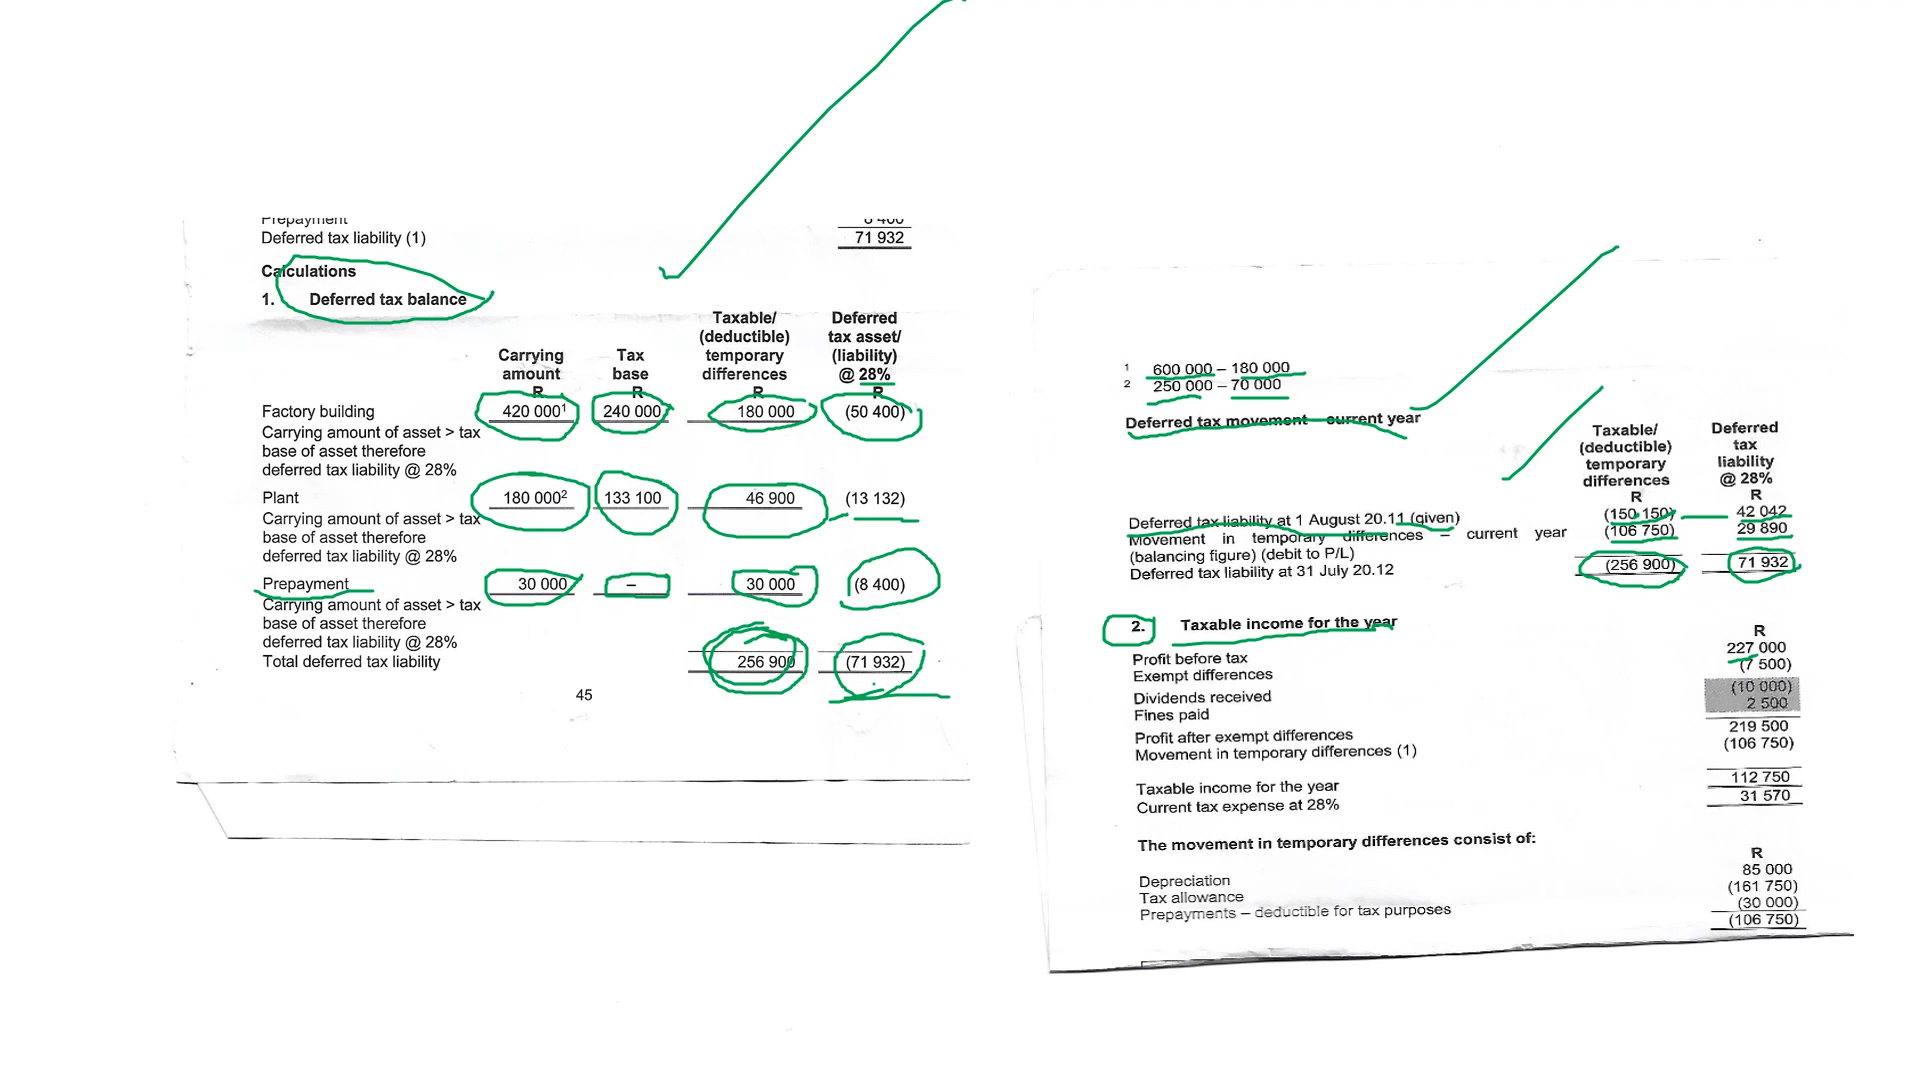 Prepayment 8 400
Deferred tax liability (1) 71 932
Calculations
1. Deferred tax balance
Taxable/ Deferred
(deductible) tax asset/
Carrying Tax temporary (liability)
amount base differences @ 28%
R R R R
Factory building 420 000¹ 240 000 180 000 (50 400)
Carrying amount of asset > tax
base of asset therefore
deferred tax liability @ 28%
Plant 180 000² 133 100 46 900 (13 132)
Carrying amount of asset > tax
base of asset therefore
deferred tax liability @ 28%
Prepayment 30 000 – 30 000 (8 400)
Carrying amount of asset > tax
base of asset therefore
deferred tax liability @ 28%
Total deferred tax liability 256 900 (71 932)
45
¹ 600 000 – 180 000
² 250 000 – 70 000
Deferred tax movement – current year
Taxable/ Deferred
(deductible) tax
temporary liability
differences @ 28%
R R
Deferred tax liability at 1 August 20.11 (given) (150 150) 42 042
Movement in temporary differences – current year (106 750) 29 890
(balancing figure) (debit to P/L)
Deferred tax liability at 31 July 20.12 (256 900) 71 932
2. Taxable income for the year
R
Profit before tax 227 000
Exempt differences (7 500)
Dividends received (10 000)
Fines paid 2 500
Profit after exempt differences 219 500
Movement in temporary differences (1) (106 750)
Taxable income for the year 112 750
Current tax expense at 28% 31 570
The movement in temporary differences consist of:
R
Depreciation 85 000
Tax allowance (161 750)
Prepayments – deductible for tax purposes (30 000)
(106 750)